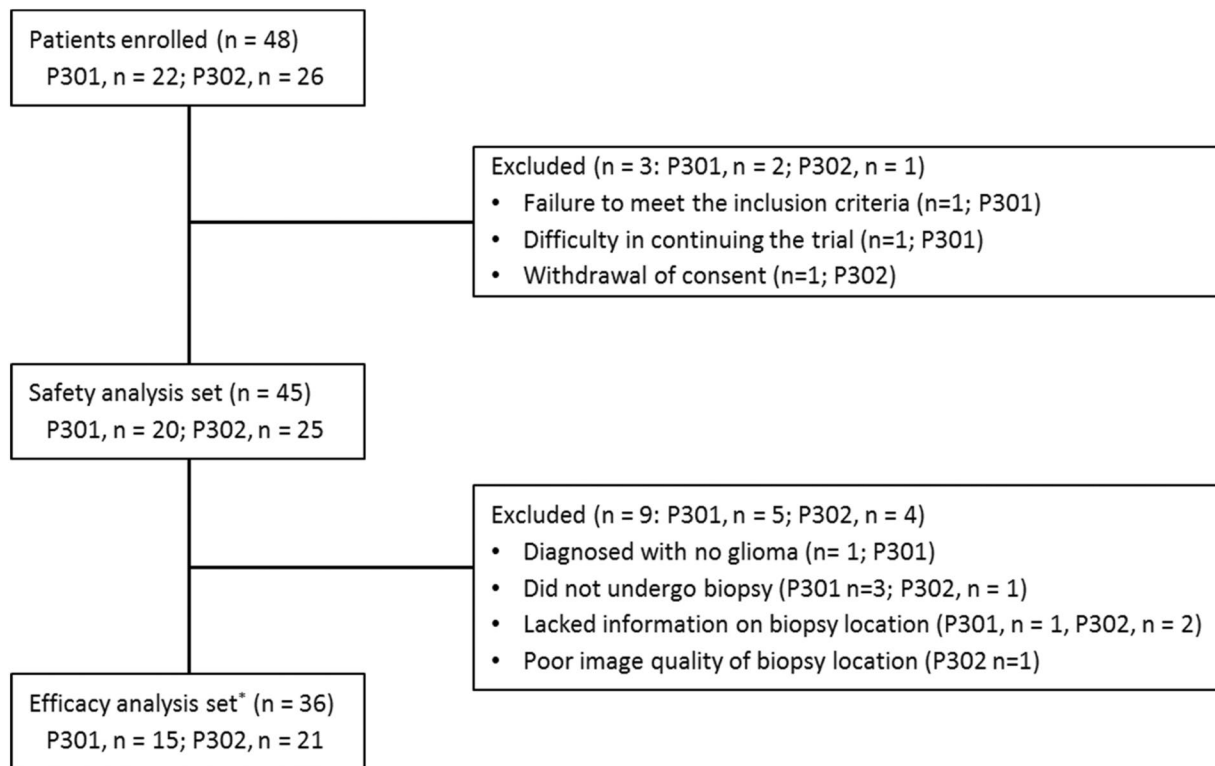 Patients enrolled (n = 48)
P301, n = 22; P302, n = 26
Excluded (n = 3: P301, n = 2; P302, n = 1)
• Failure to meet the inclusion criteria (n=1; P301)
• Difficulty in continuing the trial (n=1; P301)
• Withdrawal of consent (n=1; P302)
Safety analysis set (n = 45)
P301, n = 20; P302, n = 25
Excluded (n = 9: P301, n = 5; P302, n = 4)
• Diagnosed with no glioma (n= 1; P301)
• Did not undergo biopsy (P301 n=3; P302, n = 1)
• Lacked information on biopsy location (P301, n = 1, P302, n = 2)
• Poor image quality of biopsy location (P302 n=1)
Efficacy analysis set* (n = 36)
P301, n = 15; P302, n = 21